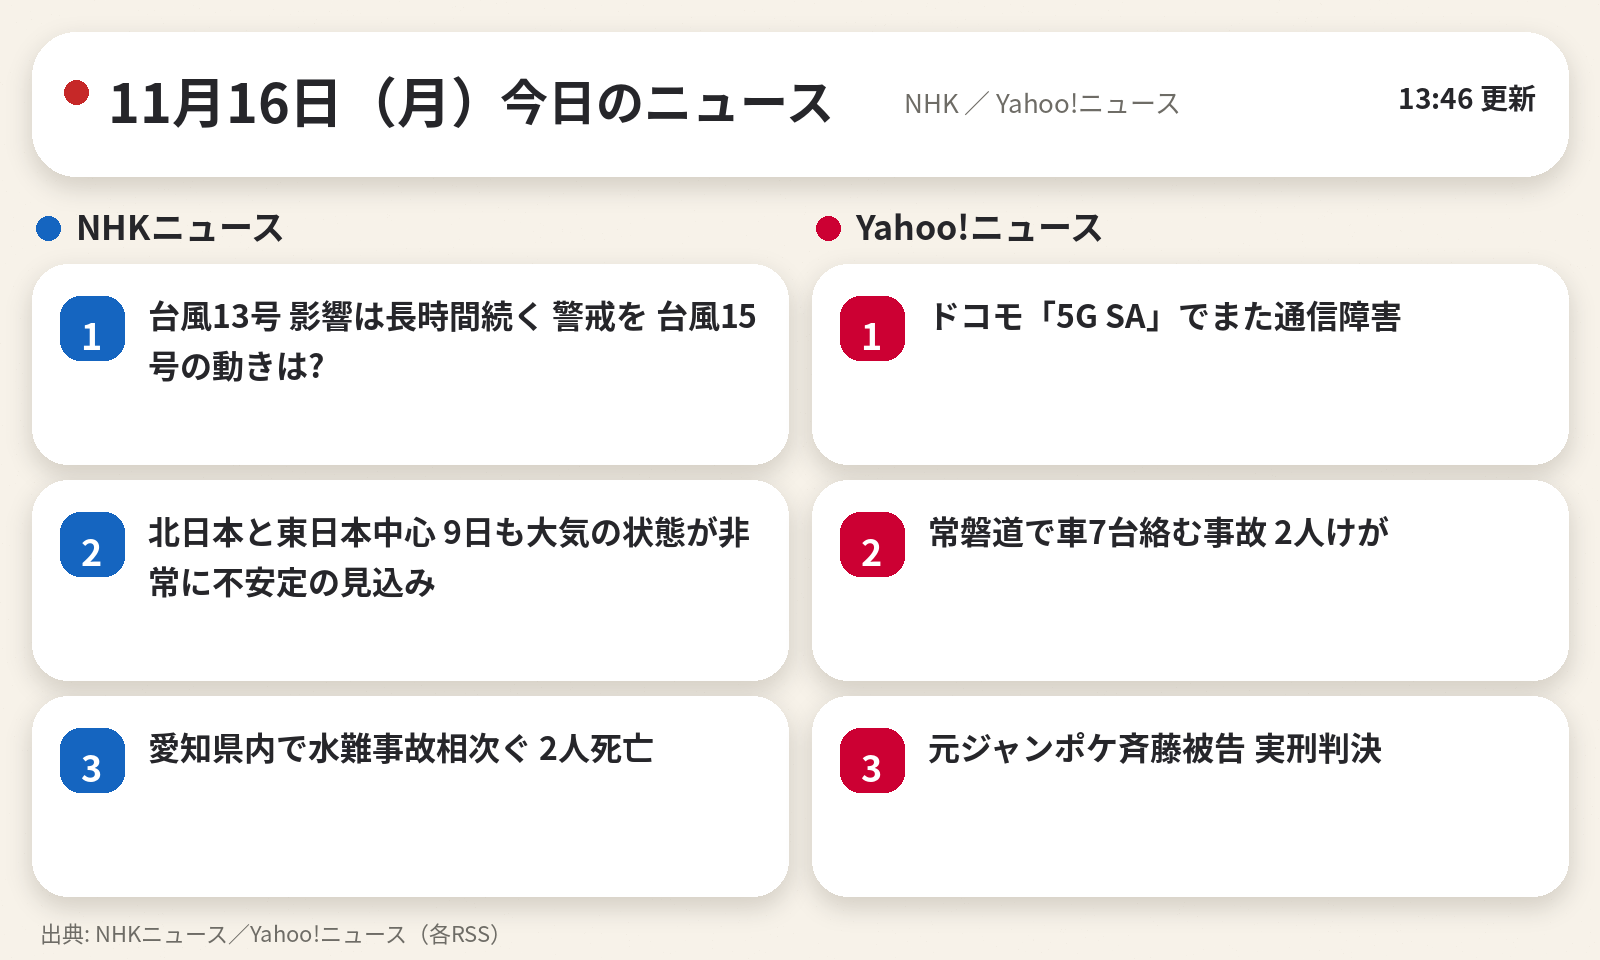 11月16日（月）今日のニュース
NHK ／ Yahoo!ニュース
13:46 更新
NHKニュース
1
台風13号 影響は長時間続く 警戒を 台風15
号の動きは?
2
北日本と東日本中心 9日も大気の状態が非
常に不安定の見込み
3
愛知県内で水難事故相次ぐ 2人死亡
Yahoo!ニュース
1
ドコモ「5G SA」でまた通信障害
2
常磐道で車7台絡む事故 2人けが
3
元ジャンポケ斉藤被告 実刑判決
出典: NHKニュース／Yahoo!ニュース（各RSS）